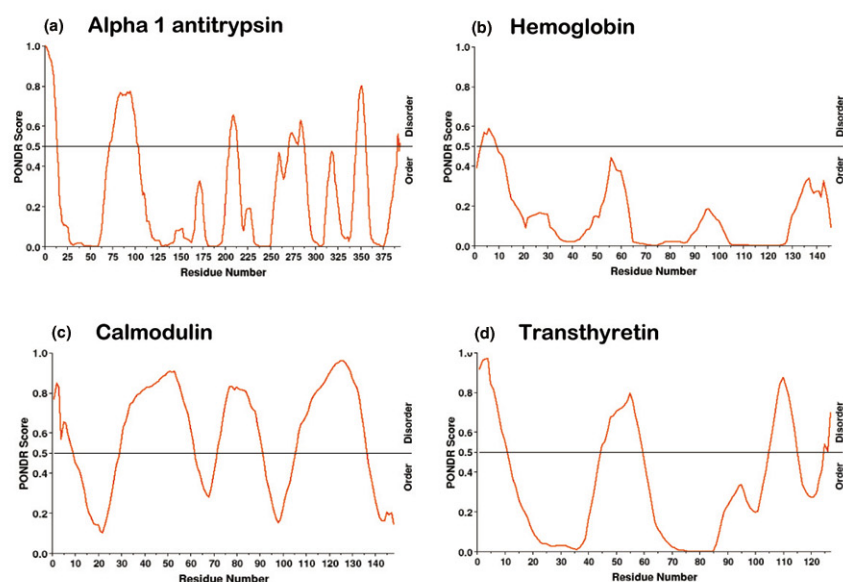 (a) Alpha 1 antitrypsin
1.0
0.8
0.6
0.5
0.4
0.2
0.0
PONDR Score
Disorder
Order
0 25 50 75 100 125 150 175 200 225 250 275 300 325 350 375
Residue Number
(b) Hemoglobin
1.0
0.8
0.6
0.5
0.4
0.2
0.0
PONDR Score
Disorder
Order
0 10 20 30 40 50 60 70 80 90 100 110 120 130 140
Residue Number
(c) Calmodulin
1.0
0.8
0.6
0.5
0.4
0.2
0.0
PONDR Score
Disorder
Order
0 10 20 30 40 50 60 70 80 90 100 110 120 130 140
Residue Number
(d) Transthyretin
1.0
0.8
0.6
0.5
0.4
0.2
0.0
PONDR Score
Disorder
Order
0 10 20 30 40 50 60 70 80 90 100 110 120
Residue Number